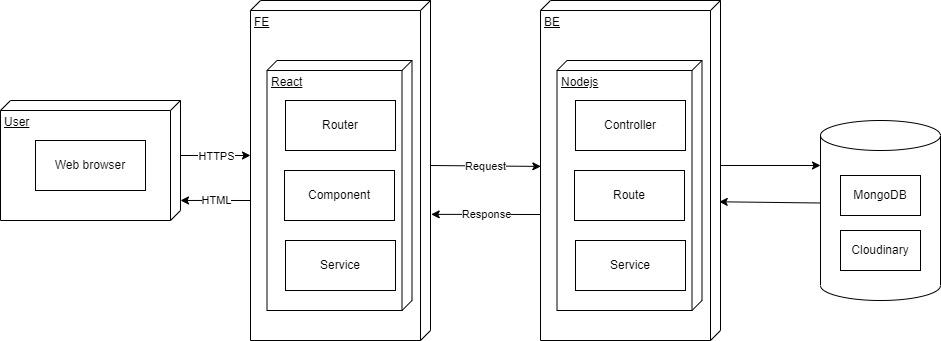 FE
BE
React
Nodejs
User
Router
Controller
Web browser
HTTPS
Request
Component
Route
MongoDB
HTML
Response
Service
Service
Cloudinary